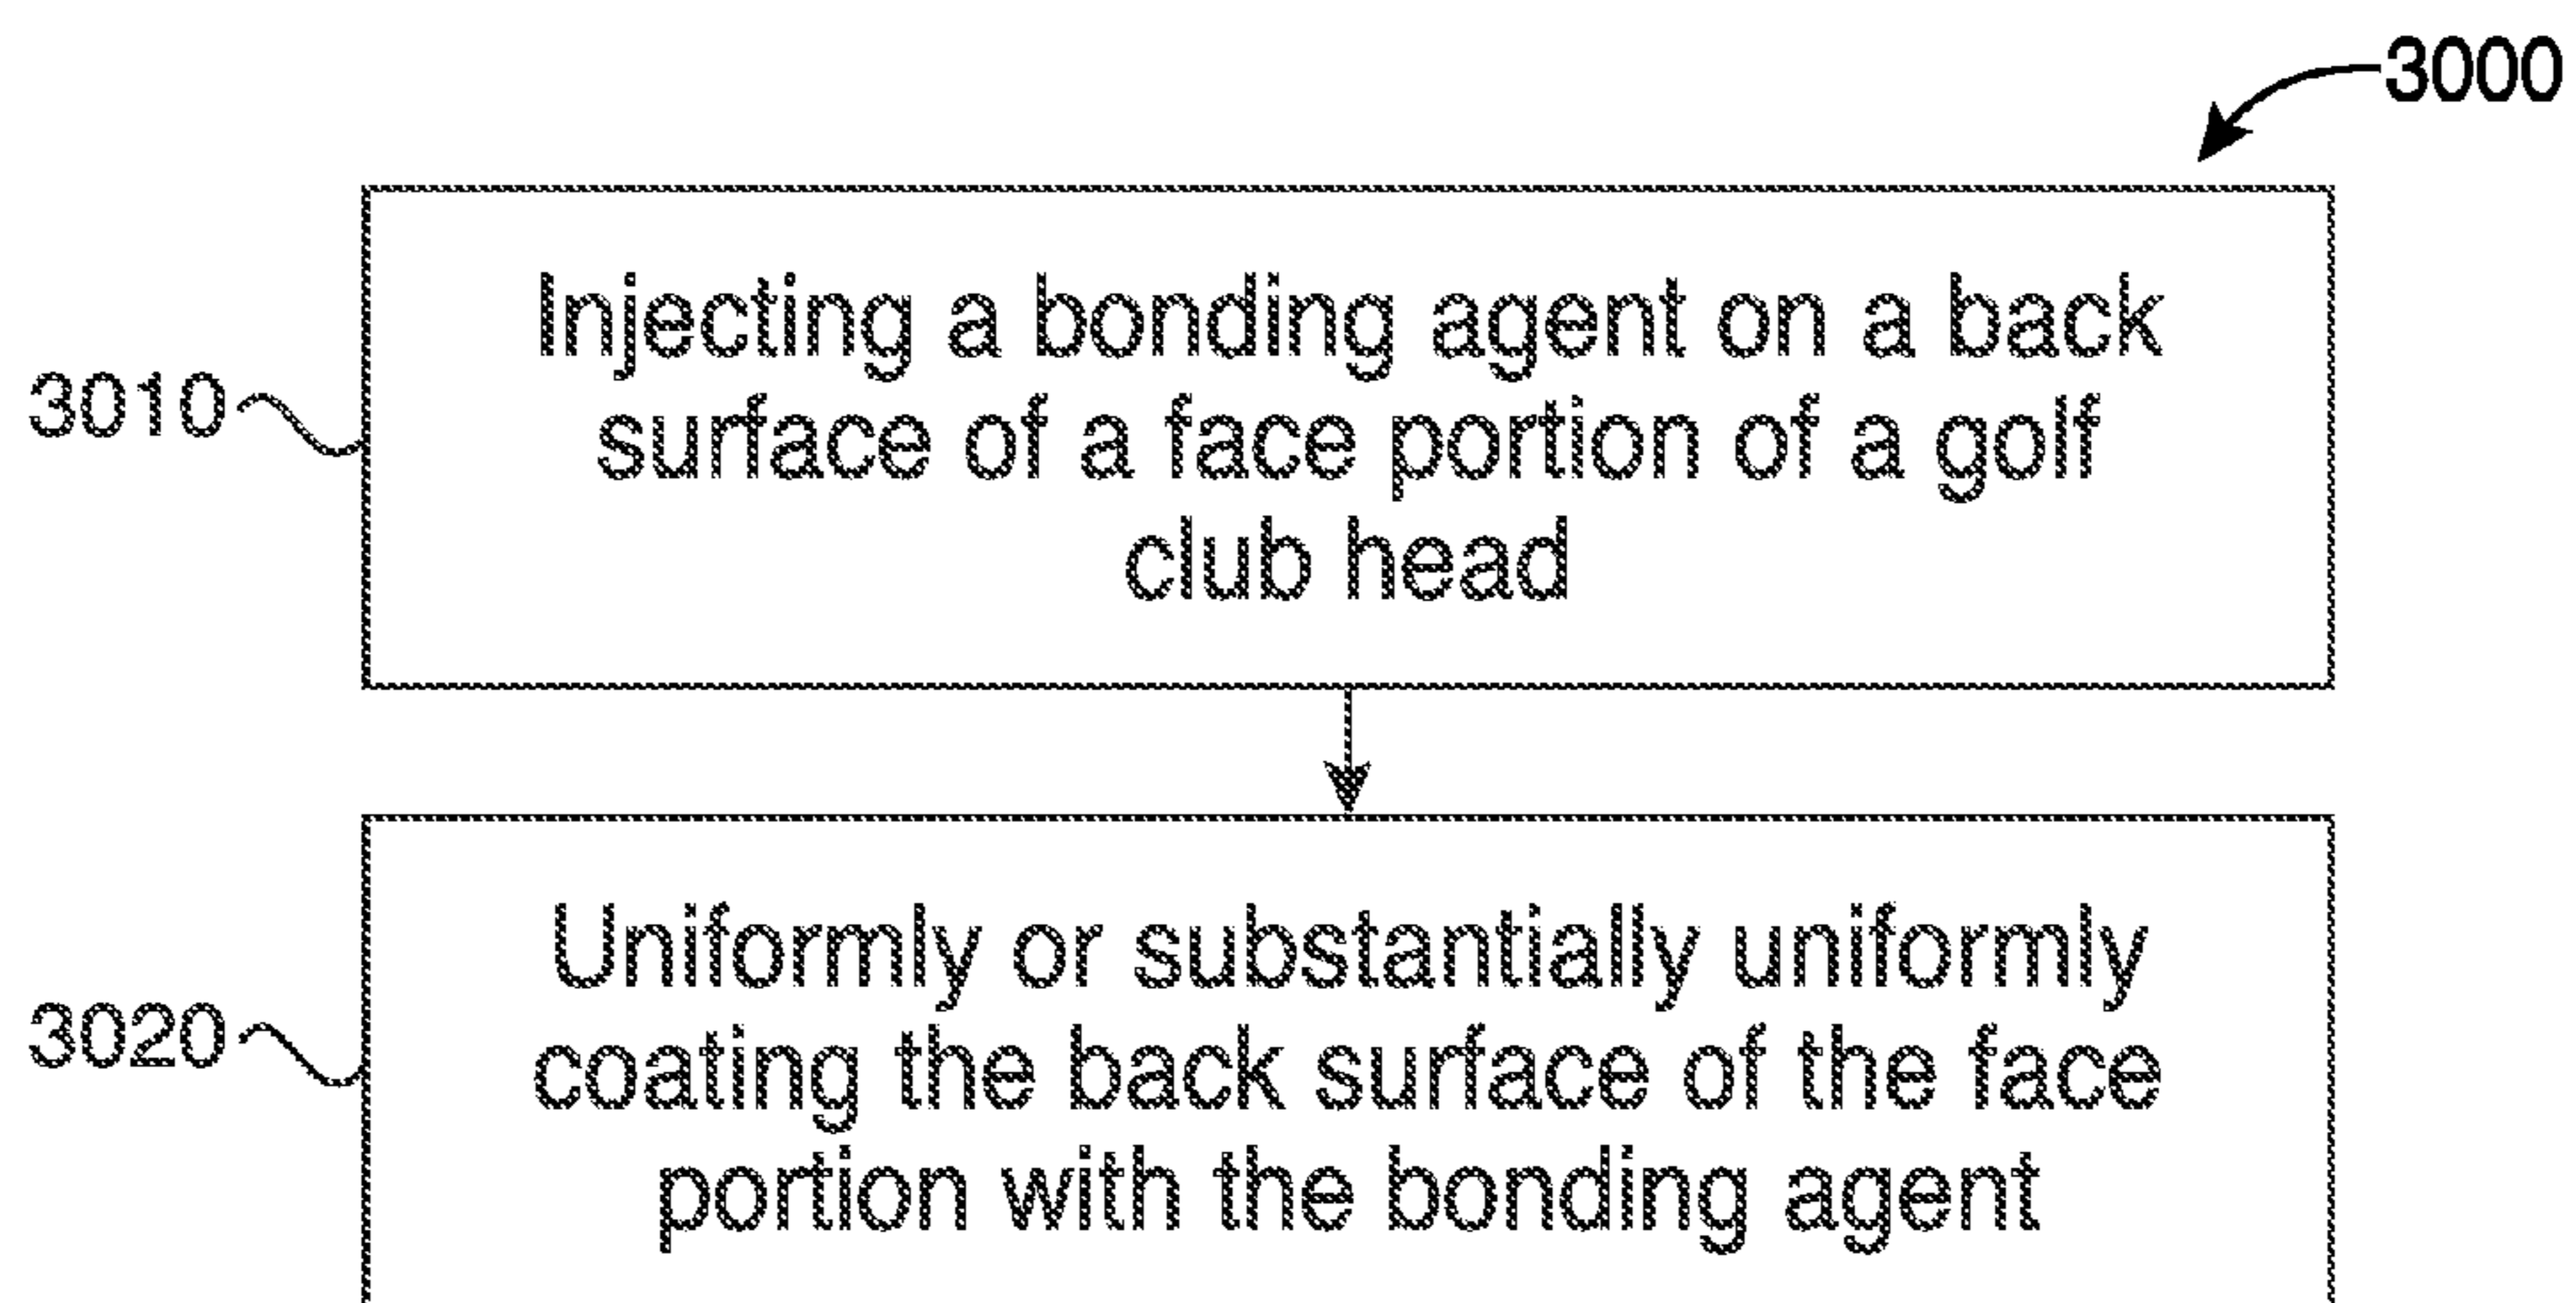 3000
Injecting a bonding agent on a back
surface of a face portion of a golf
club head
3010
Uniformly or substantially uniformly
coating the back surface of the face
portion with the bonding agent
3020